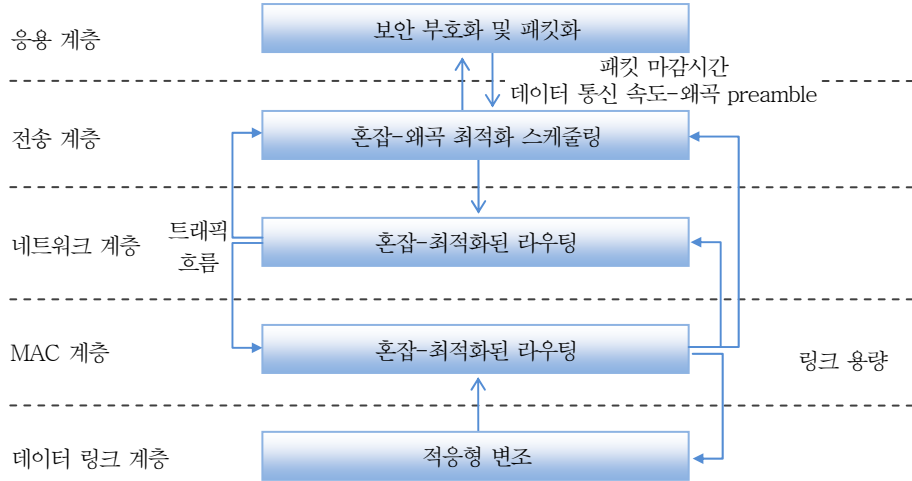 응용 계층
보안 부호화 및 패킷화
패킷 마감시간
데이터 통신 속도-왜곡 preamble
전송 계층
혼잡-왜곡 최적화 스케줄링
네트워크 계층
트래픽
흐름
혼잡-최적화된 라우팅
MAC 계층
혼잡-최적화된 라우팅
링크 용량
데이터 링크 계층
적응형 변조